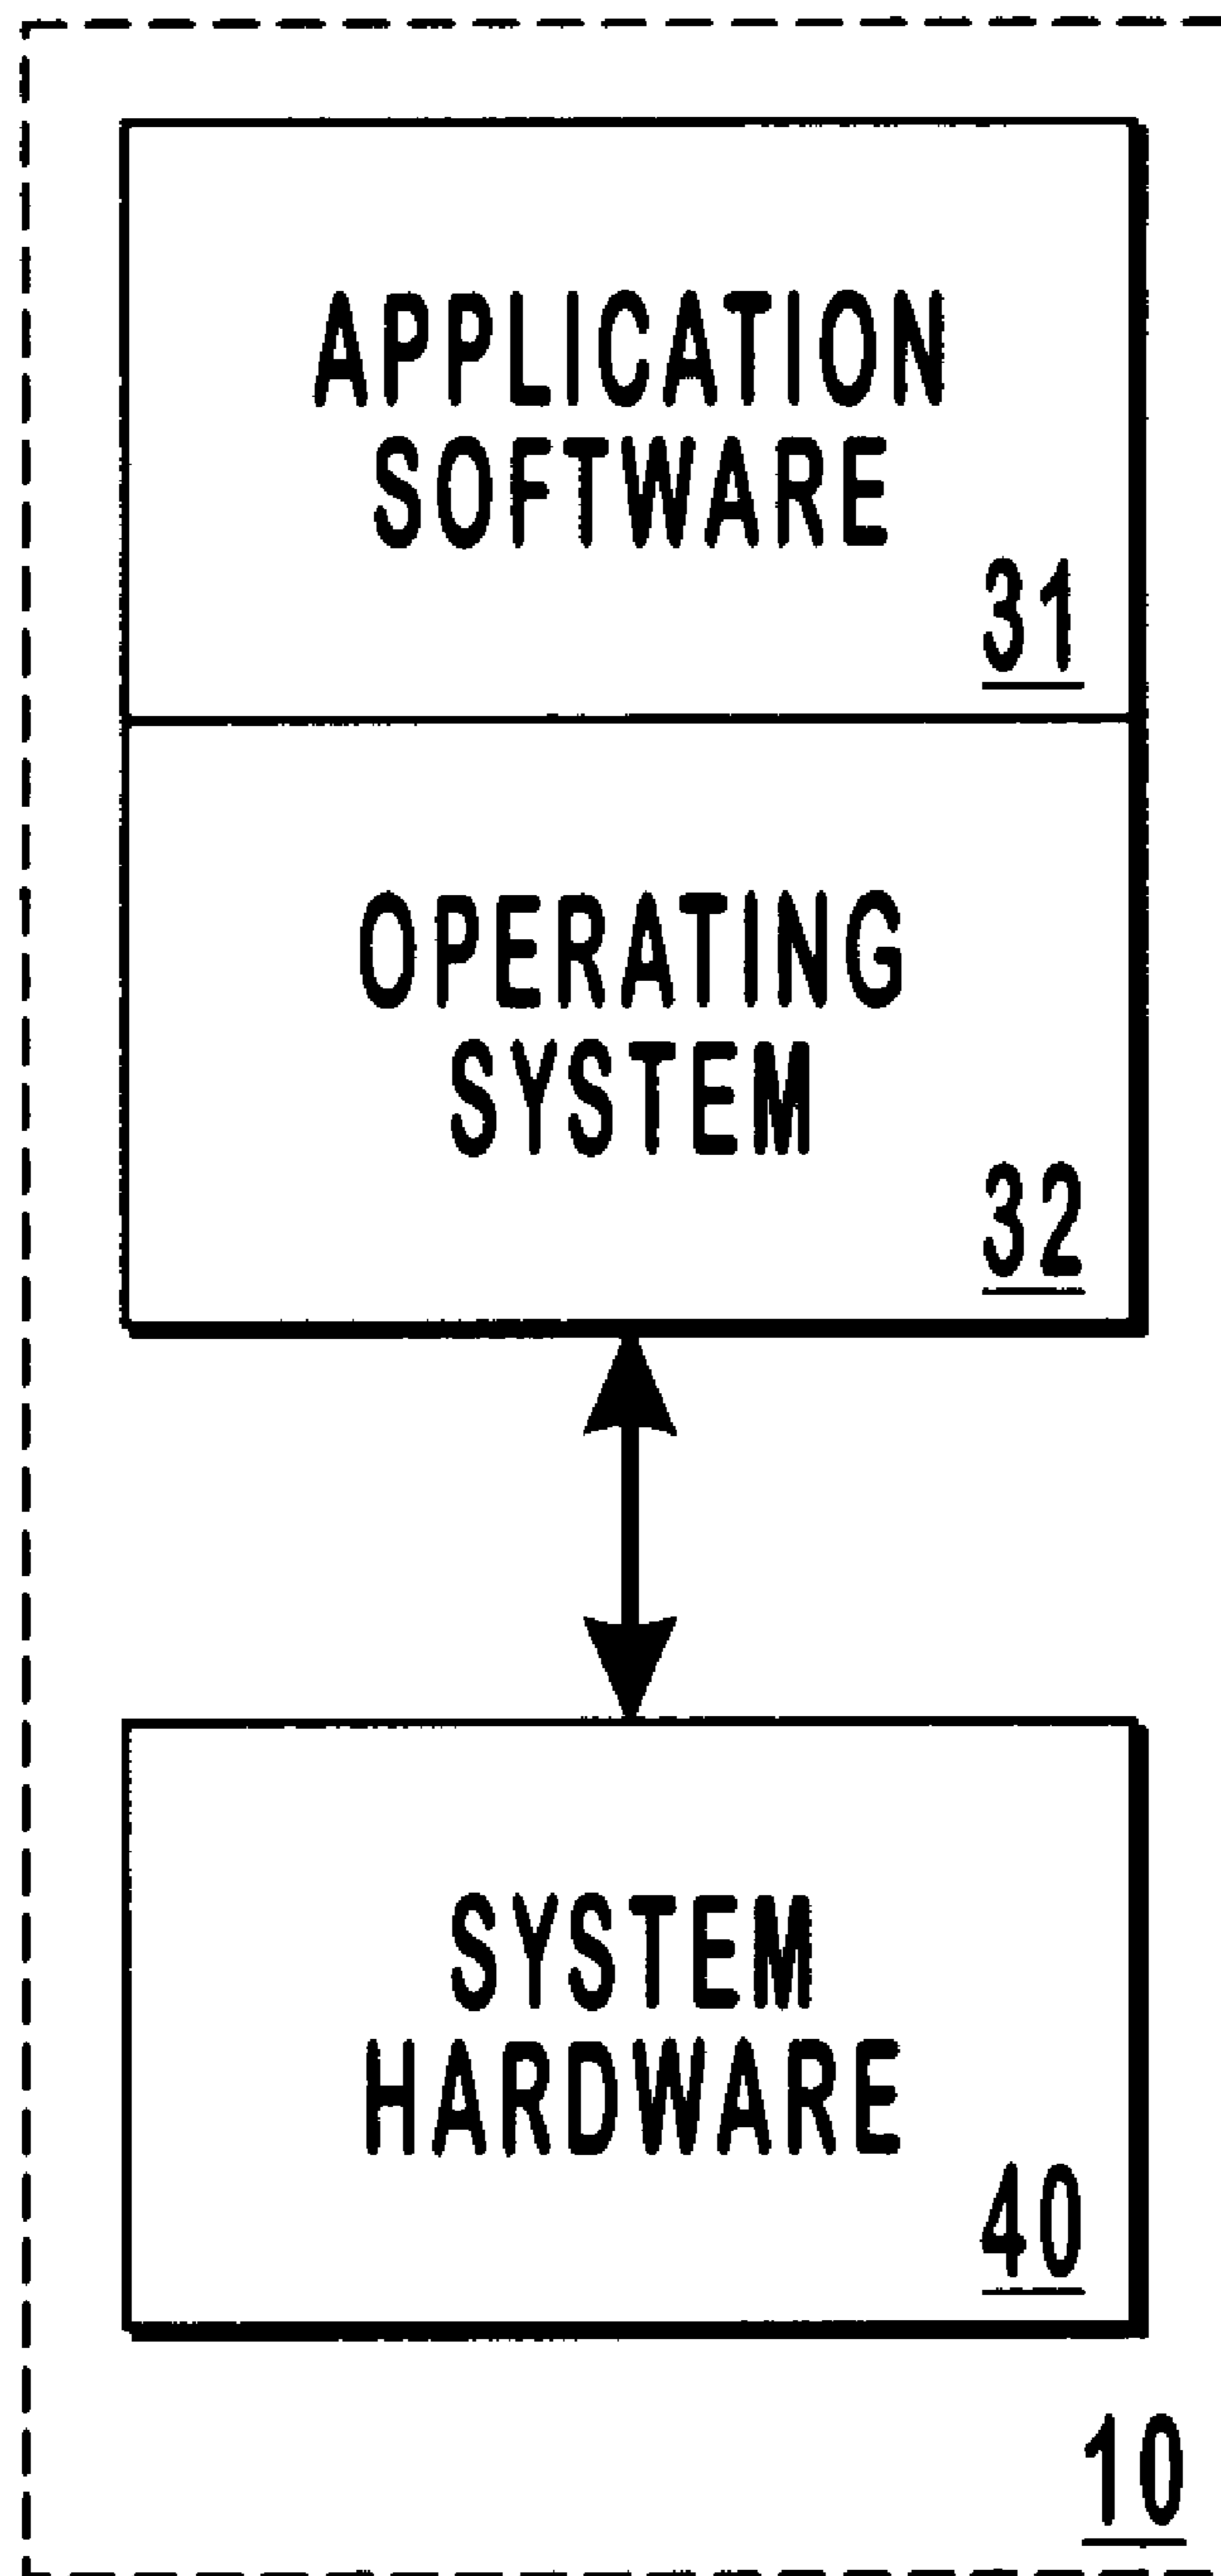 APPLICATION
SOFTWARE
31
OPERATING
SYSTEM
32
SYSTEM
HARDWARE
40
10